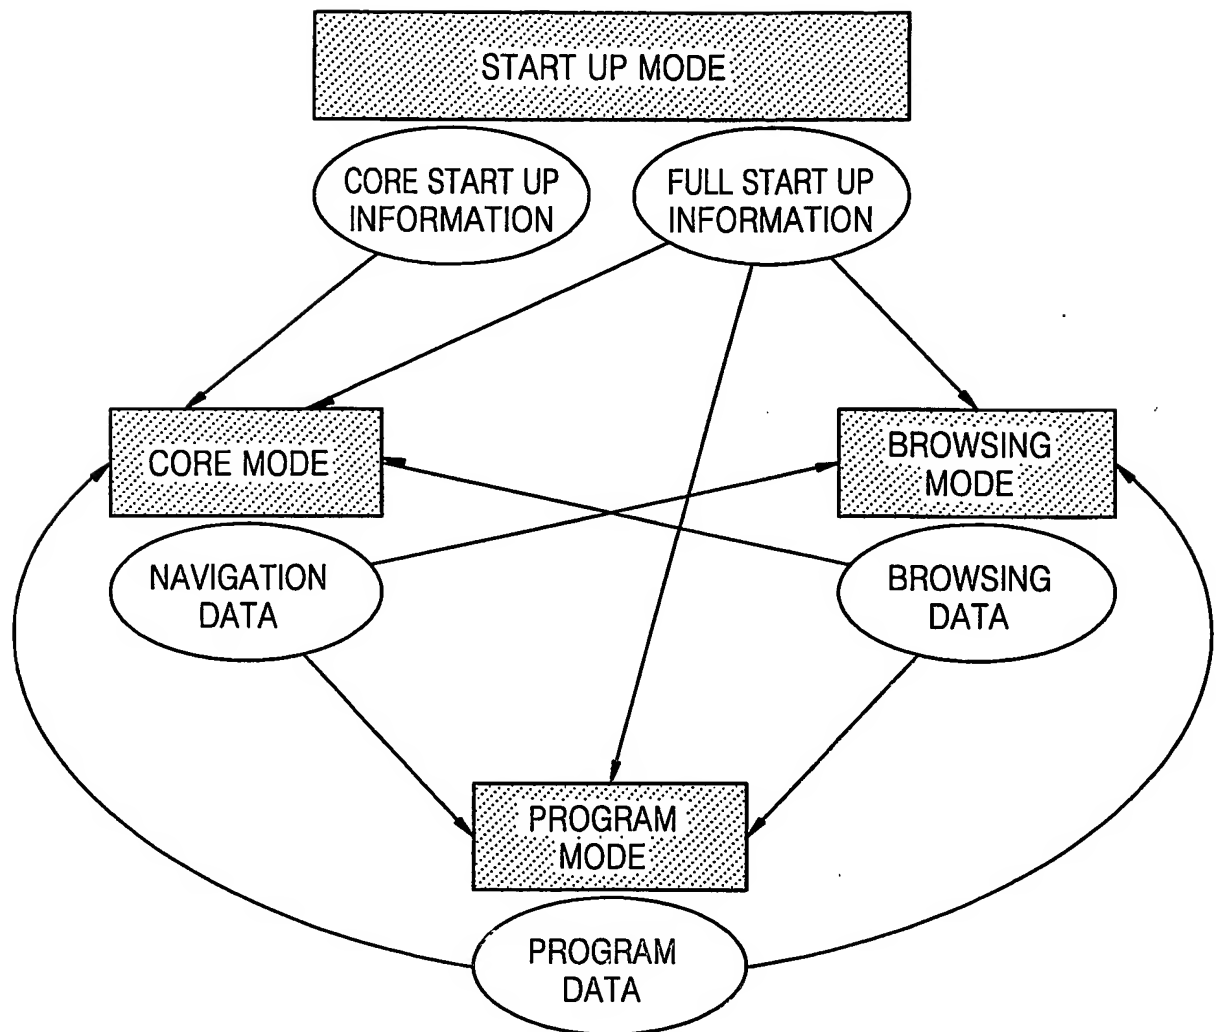 START UP MODE
CORE START UP
INFORMATION
FULL START UP
INFORMATION
CORE MODE
BROWSING
MODE
NAVIGATION
DATA
BROWSING
DATA
PROGRAM
MODE
PROGRAM
DATA